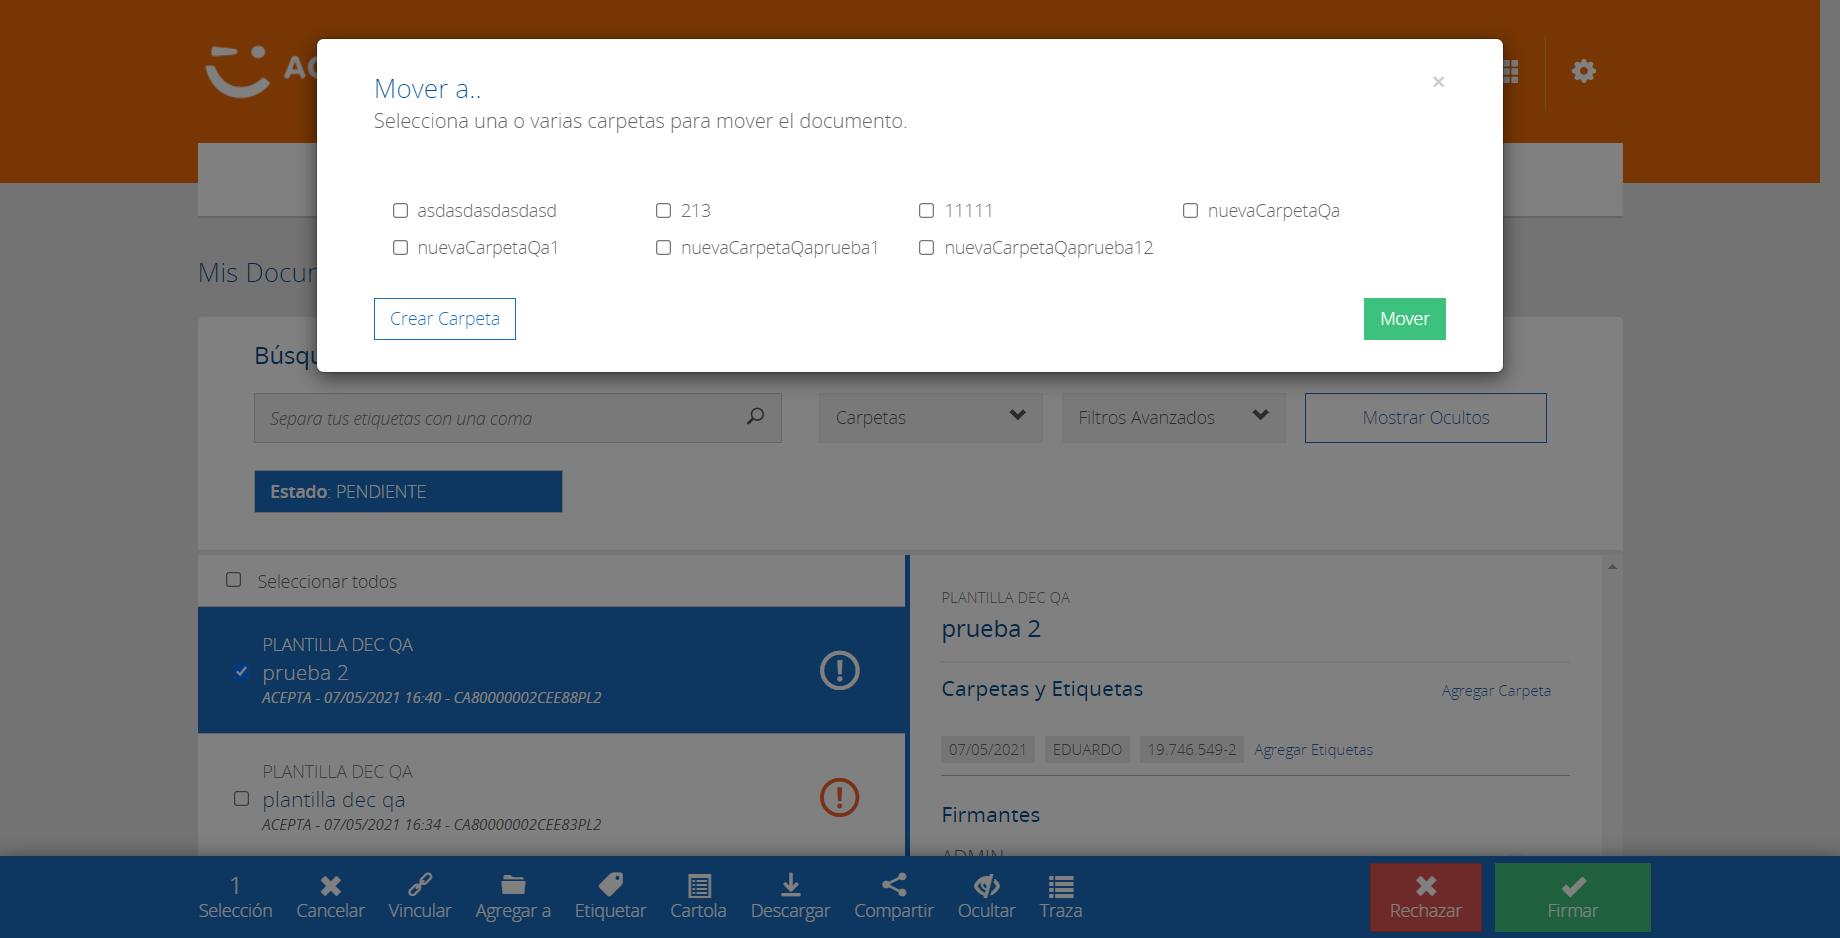 Mover a..
×
Selecciona una o varias carpetas para mover el documento.
asdasdasdasdasd
213
11111
nuevaCarpetaQa
nuevaCarpetaQa1
nuevaCarpetaQaprueba1
nuevaCarpetaQaprueba12
Crear Carpeta
Mover
Separa tus etiquetas con una coma
Carpetas
Filtros Avanzados
Mostrar Ocultos
Estado: PENDIENTE
Seleccionar todos
PLANTILLA DEC QA
prueba 2
ACEPTA - 07/05/2021 16:40 - CA80000002CEE88PL2
PLANTILLA DEC QA
plantilla dec qa
ACEPTA - 07/05/2021 16:34 - CA80000002CEE83PL2
PLANTILLA DEC QA
prueba 2
Carpetas y Etiquetas
Agregar Carpeta
07/05/2021
EDUARDO
19.746.549-2
Agregar Etiquetas
Firmantes
ADMIN
1
Selección
Cancelar
Vincular
Agregar a
Etiquetar
Cartola
Descargar
Compartir
Ocultar
Traza
Rechazar
Firmar